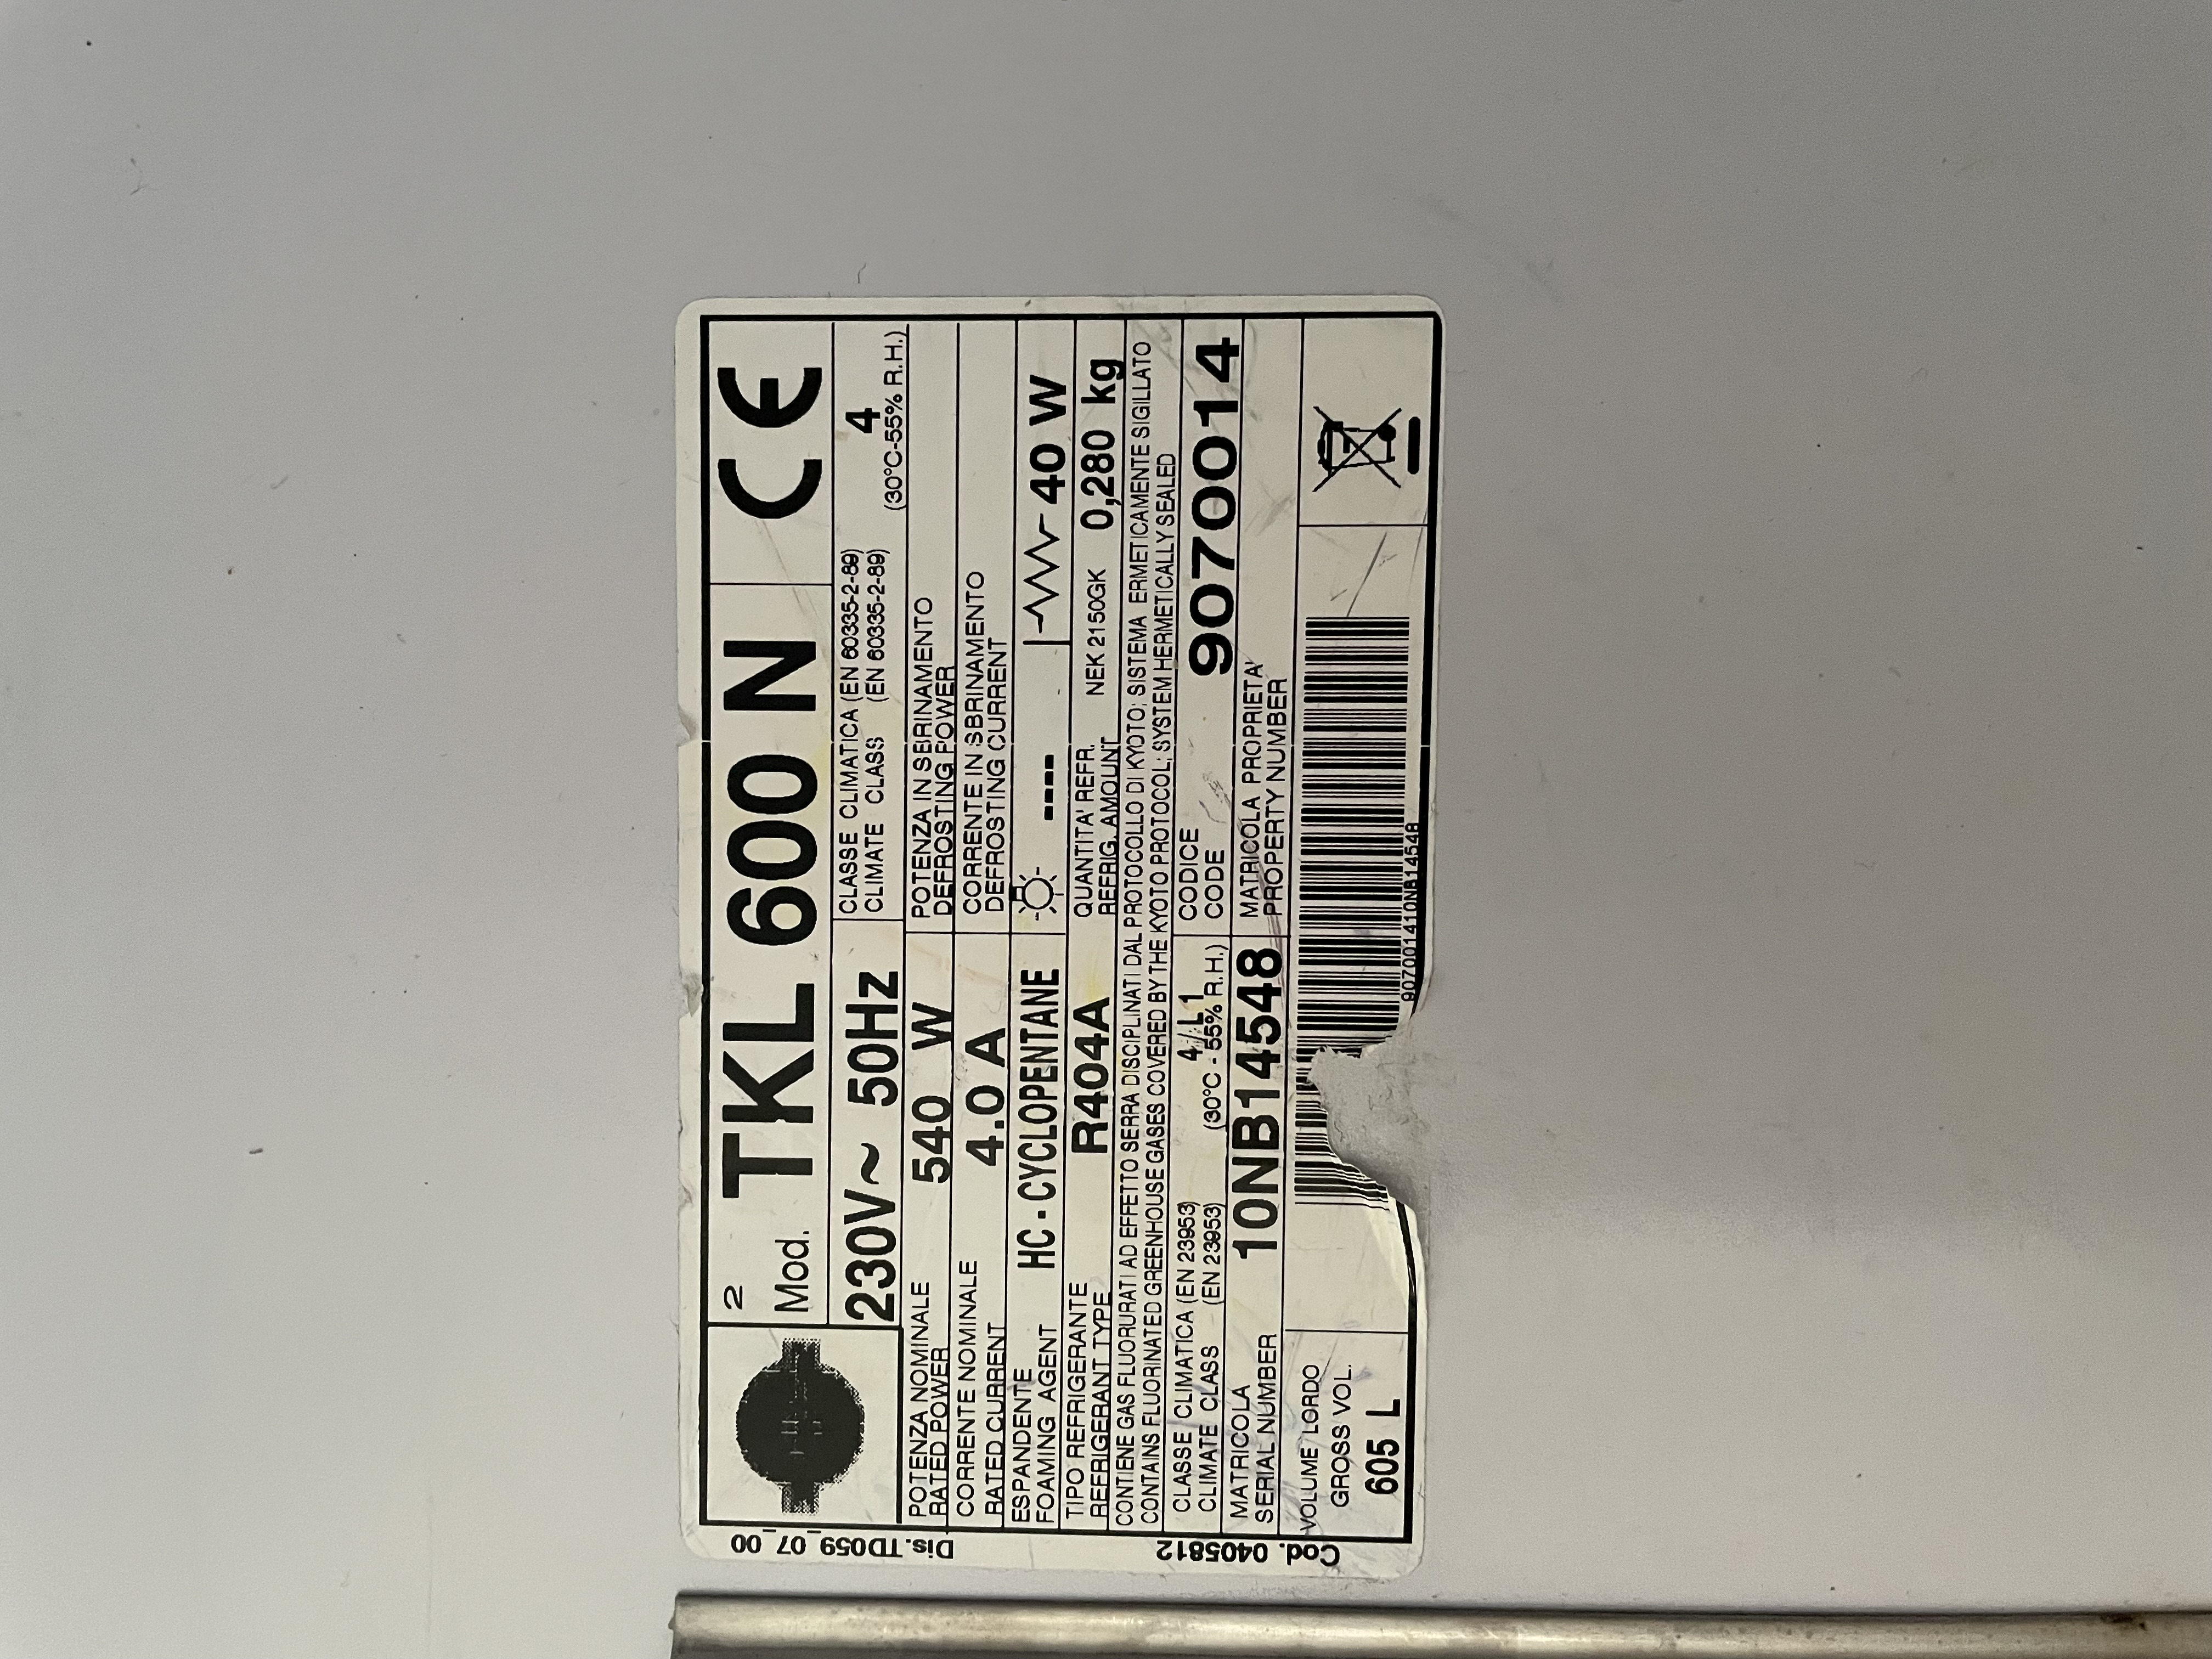 2
Mod. TKL 600 N CE
230V~ 50Hz
CLASSE CLIMATICA (EN 60335-2-89)
CLIMATE CLASS (EN 60335-2-89)
4
(30°C-55% R.H.)
POTENZA NOMINALE
RATED POWER
540 W
POTENZA IN SBRINAMENTO
DEFROSTING POWER
CORRENTE NOMINALE
RATED CURRENT
4.0 A
CORRENTE IN SBRINAMENTO
DEFROSTING CURRENT
ESPANDENTE
FOAMING AGENT
HC - CYCLOPENTANE
----
40 W
TIPO REFRIGERANTE
REFRIGERANT TYPE
R404A
QUANTITA' REFR.
REFRIG. AMOUNT
NEK 2150GK 0,280 kg
CONTIENE GAS FLUORURATI AD EFFETTO SERRA DISCIPLINATI DAL PROTOCOLLO DI KYOTO; SISTEMA ERMETICAMENTE SIGILLATO
CONTAINS FLUORINATED GREENHOUSE GASES COVERED BY THE KYOTO PROTOCOL; SYSTEM HERMETICALLY SEALED
CLASSE CLIMATICA (EN 23953)
CLIMATE CLASS (EN 23953)
4 / L1
(30°C - 55% R.H.)
CODICE
CODE
9070014
MATRICOLA
SERIAL NUMBER
10NB14548
MATRICOLA PROPRIETA'
PROPERTY NUMBER
VOLUME LORDO
GROSS VOL.
605 L
907001410NB14548
Dis.TD059_07_00
Cod. 0405812